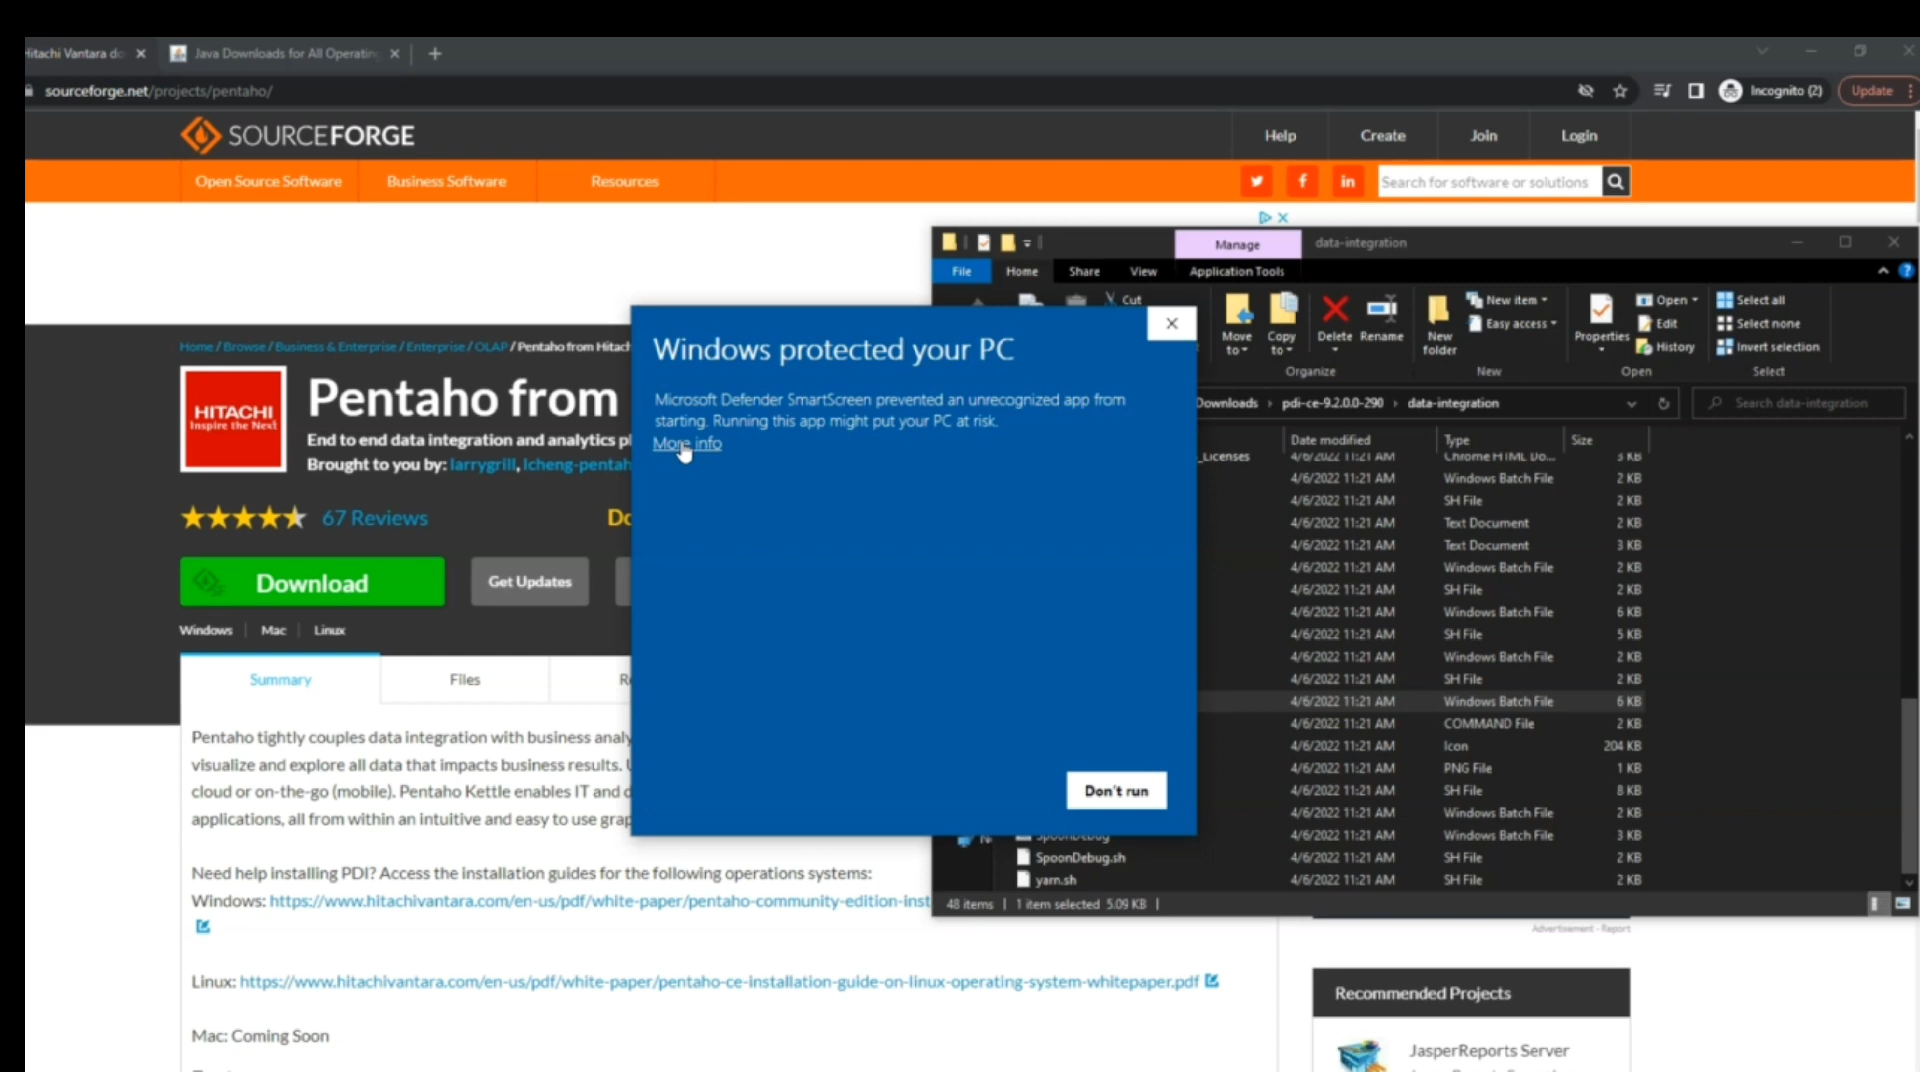 Hitachi Vantara do
Java Downloads for All Operatin
sourceforge.net/projects/pentaho/
Incognito (2)
Update
SOURCEFORGE
Help
Create
Join
Login
Open Source Software
Business Software
Resources
Search for software or solutions
Manage
data-integration
File
Home
Share
View
Application Tools
Cut
Move to
Copy to
Delete
Rename
New folder
New item
Easy access
Properties
Open
Edit
History
Select all
Select none
Invert selection
Organize
New
Open
Select
Home / Browse / Business & Enterprise / Enterprise / OLAP / Pentaho from Hitach
HITACHI
Inspire the Next
Pentaho from
End to end data integration and analytics pl
Brought to you by: larrygrill, lcheng-pentah
67 Reviews
Do
Download
Get Updates
Windows
Mac
Linux
Summary
Files
R
Windows protected your PC
Microsoft Defender SmartScreen prevented an unrecognized app from
starting. Running this app might put your PC at risk.
More info
Don't run
Downloads
pdi-ce-9.2.0.0-290
data-integration
Search data-integration
Date modified
Type
Size
_Licenses 4/6/2022 11:21 AM Chrome HTML Do... 3 KB
4/6/2022 11:21 AM Windows Batch File 2 KB
4/6/2022 11:21 AM SH File 2 KB
4/6/2022 11:21 AM Text Document 2 KB
4/6/2022 11:21 AM Text Document 3 KB
4/6/2022 11:21 AM Windows Batch File 2 KB
4/6/2022 11:21 AM SH File 2 KB
4/6/2022 11:21 AM Windows Batch File 6 KB
4/6/2022 11:21 AM SH File 5 KB
4/6/2022 11:21 AM Windows Batch File 2 KB
4/6/2022 11:21 AM SH File 2 KB
4/6/2022 11:21 AM Windows Batch File 6 KB
4/6/2022 11:21 AM COMMAND File 2 KB
4/6/2022 11:21 AM Icon 204 KB
4/6/2022 11:21 AM PNG File 1 KB
4/6/2022 11:21 AM SH File 8 KB
4/6/2022 11:21 AM Windows Batch File 2 KB
SpoonDebug 4/6/2022 11:21 AM Windows Batch File 3 KB
SpoonDebug.sh 4/6/2022 11:21 AM SH File 2 KB
yarn.sh 4/6/2022 11:21 AM SH File 2 KB
48 items
1 item selected 5.09 KB
Pentaho tightly couples data integration with business analy
visualize and explore all data that impacts business results. U
cloud or on-the-go (mobile). Pentaho Kettle enables IT and d
applications, all from within an intuitive and easy to use grap
Need help installing PDI? Access the installation guides for the following operations systems:
Windows: https://www.hitachivantara.com/en-us/pdf/white-paper/pentaho-community-edition-inst
Linux: https://www.hitachivantara.com/en-us/pdf/white-paper/pentaho-ce-installation-guide-on-linux-operating-system-whitepaper.pdf
Mac: Coming Soon
Advertisement - Report
Recommended Projects
JasperReports Server